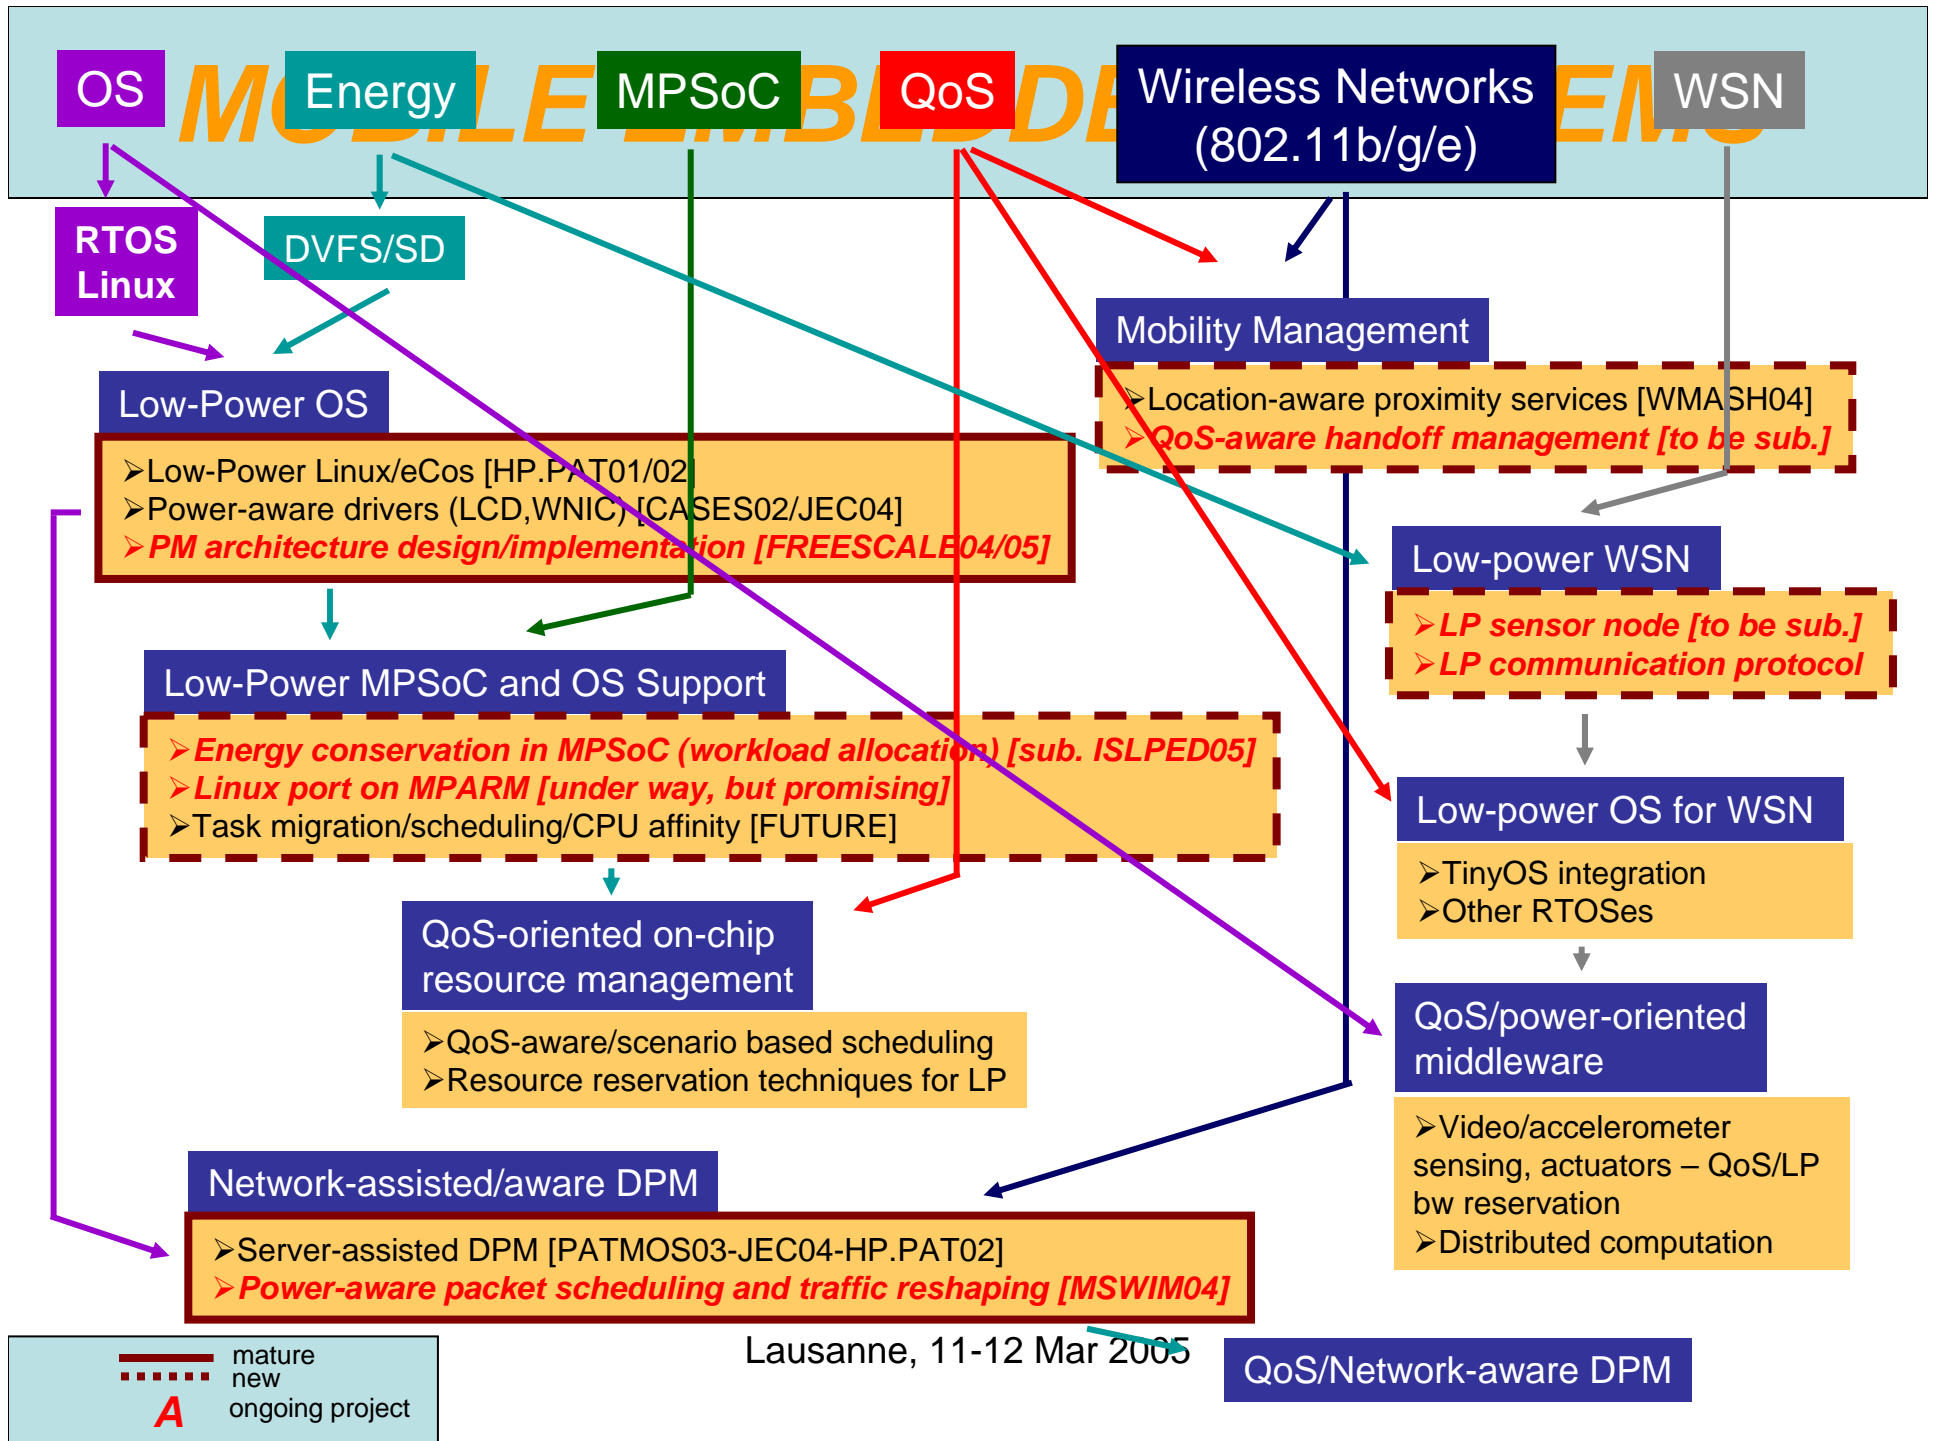 MOBILE EMBEDDED
OS
Energy
MPSoC
QoS
Wireless Networks
(802.11b/g/e)
WSN
RTOS
Linux
DVFS/SD
Mobility Management
➢Location-aware proximity services [WMASH04]
➢QoS-aware handoff management [to be sub.]
Low-Power OS
➢Low-Power Linux/eCos [HP.PAT01/02]
➢Power-aware drivers (LCD,WNIC) [CASES02/JEC04]
➢PM architecture design/implementation [FREESCALE04/05]
Low-power WSN
➢LP sensor node [to be sub.]
➢LP communication protocol
Low-Power MPSoC and OS Support
➢Energy conservation in MPSoC (workload allocation) [sub. ISLPED05]
➢Linux port on MPARM [under way, but promising]
➢Task migration/scheduling/CPU affinity [FUTURE]
Low-power OS for WSN
➢TinyOS integration
➢Other RTOSes
QoS-oriented on-chip
resource management
➢QoS-aware/scenario based scheduling
➢Resource reservation techniques for LP
QoS/power-oriented
middleware
➢Video/accelerometer
sensing, actuators – QoS/LP
bw reservation
➢Distributed computation
Network-assisted/aware DPM
➢Server-assisted DPM [PATMOS03-JEC04-HP.PAT02]
➢Power-aware packet scheduling and traffic reshaping [MSWIM04]
Lausanne, 11-12 Mar 2005
QoS/Network-aware DPM
mature
new
A ongoing project